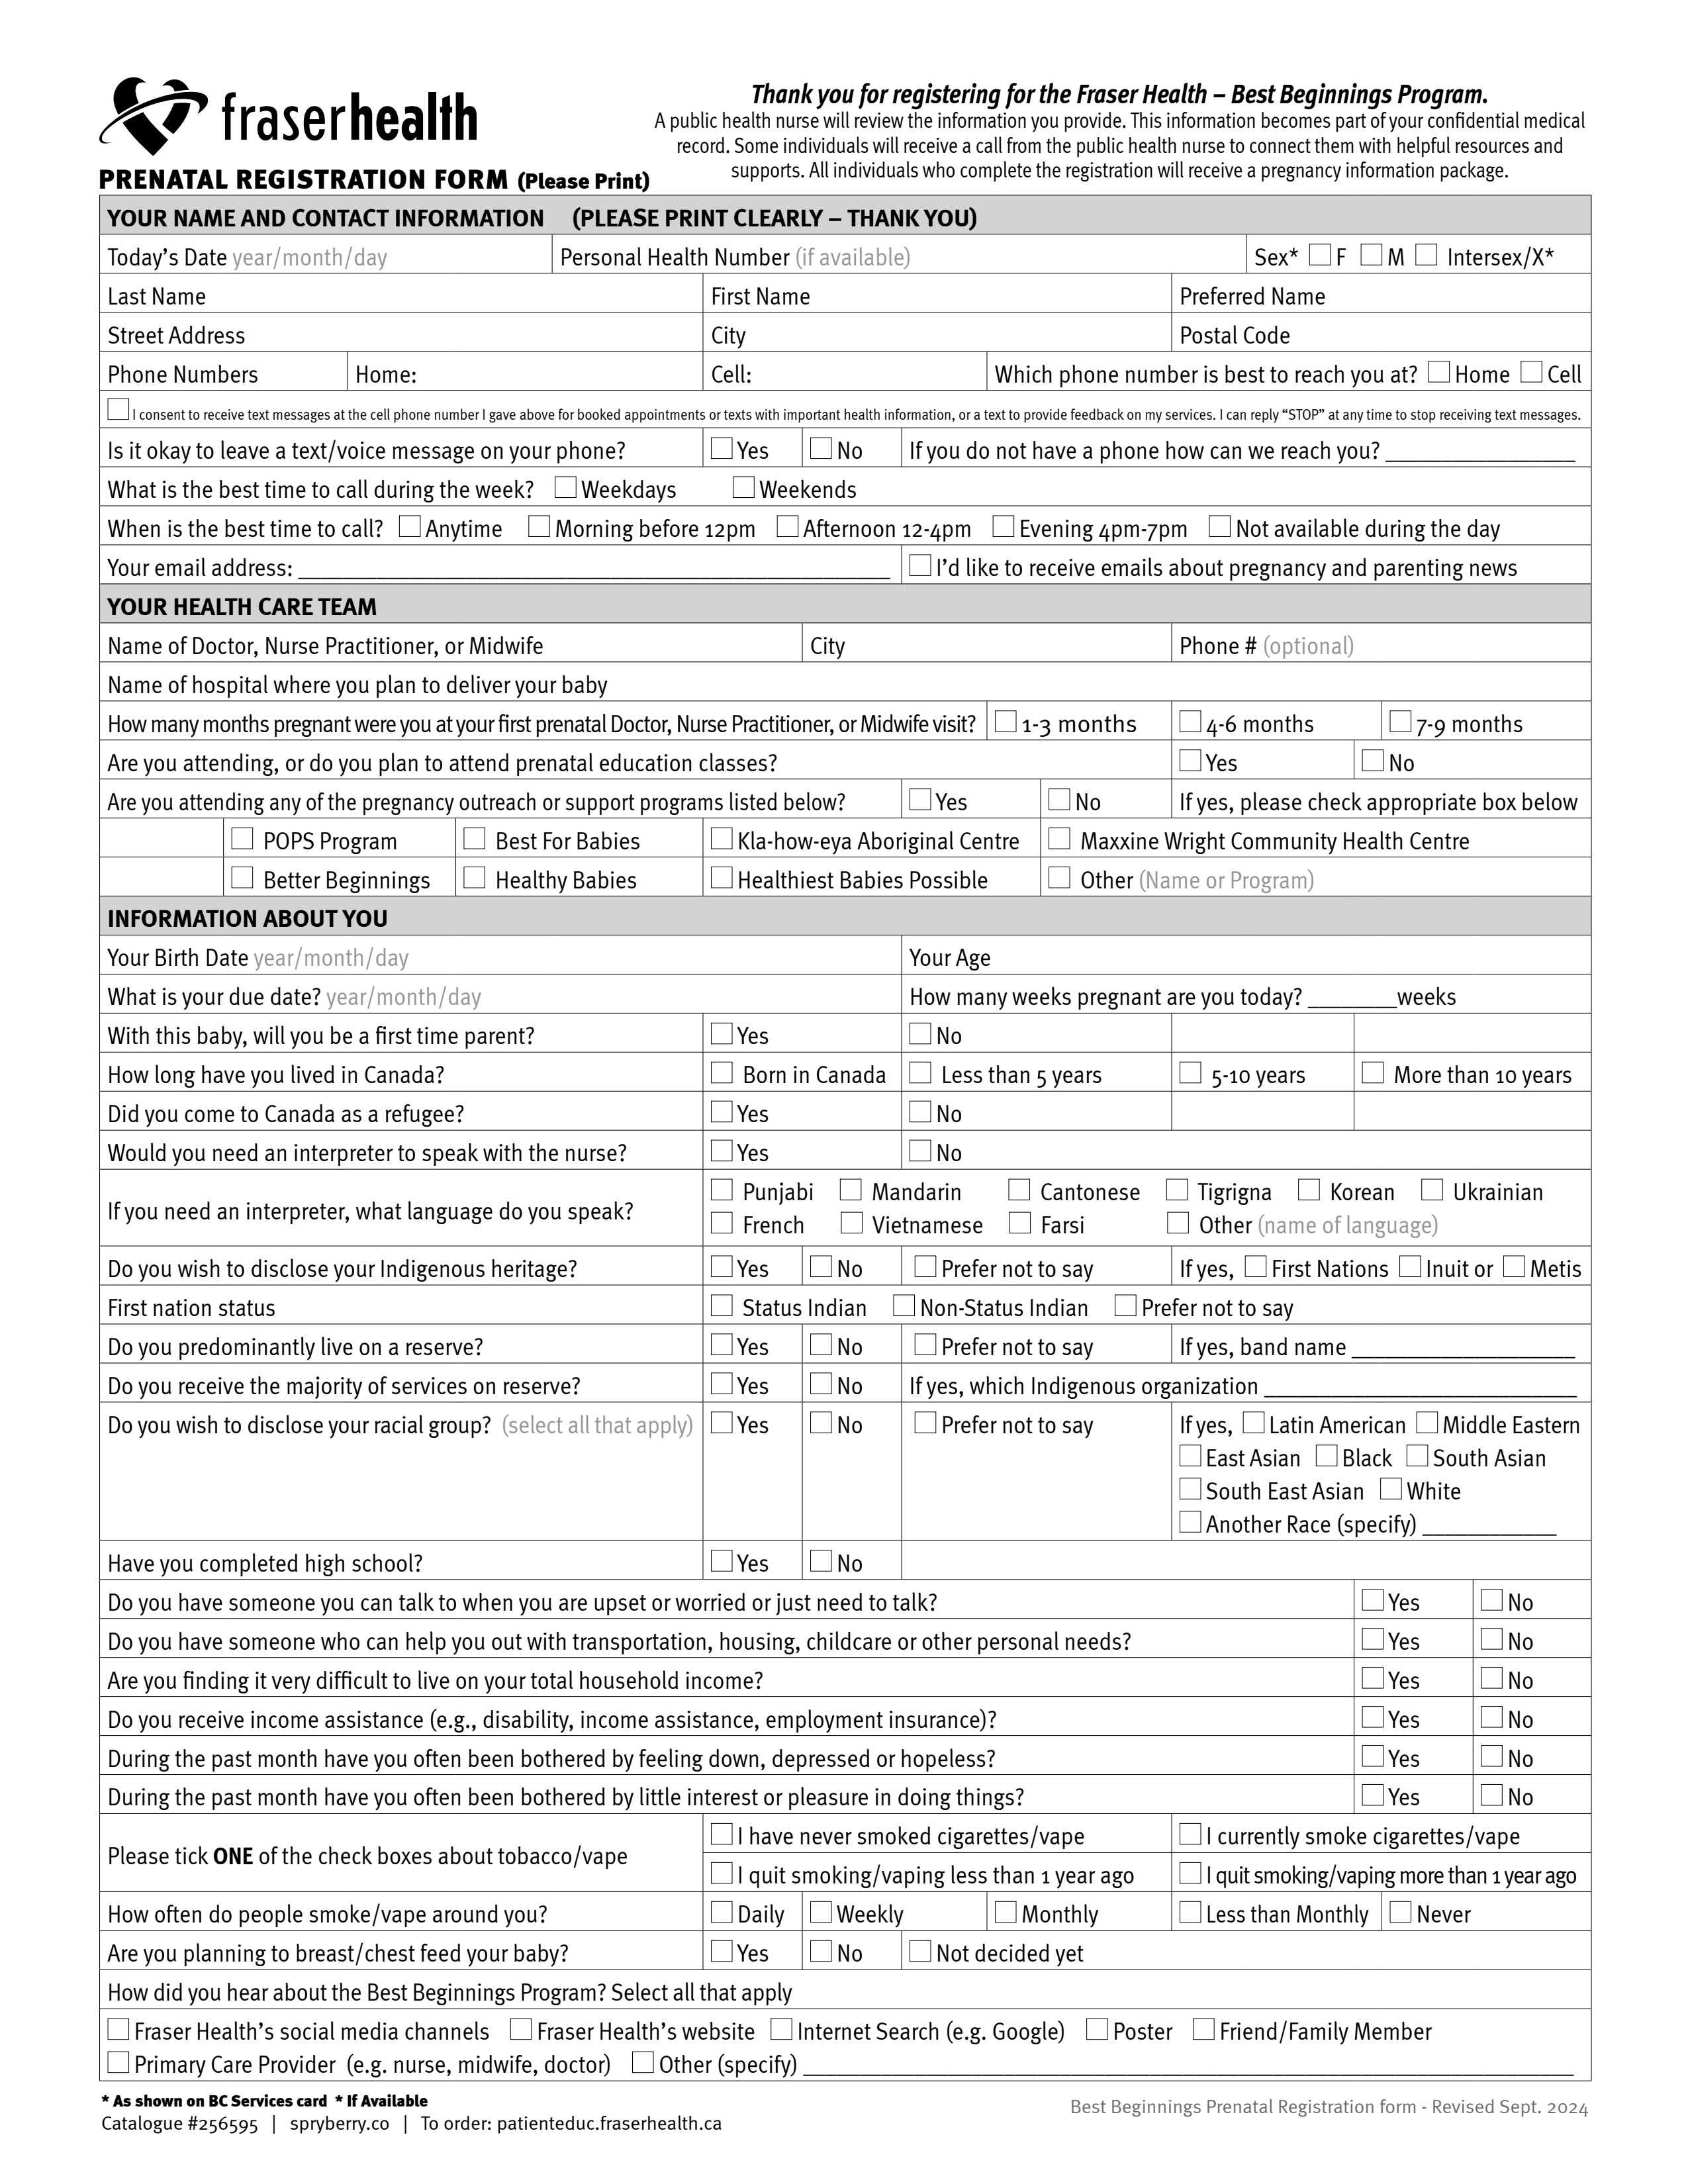 fraserhealth
PRENATAL REGISTRATION FORM (Please Print)
Thank you for registering for the Fraser Health – Best Beginnings Program.
A public health nurse will review the information you provide. This information becomes part of your confidential medical
record. Some individuals will receive a call from the public health nurse to connect them with helpful resources and
supports. All individuals who complete the registration will receive a pregnancy information package.
YOUR NAME AND CONTACT INFORMATION (PLEASE PRINT CLEARLY – THANK YOU)
Today's Date year/month/day Personal Health Number (if available) Sex* F M Intersex/X*
Last Name First Name Preferred Name
Street Address City Postal Code
Phone Numbers Home: Cell: Which phone number is best to reach you at? Home Cell
I consent to receive text messages at the cell phone number I gave above for booked appointments or texts with important health information, or a text to provide feedback on my services. I can reply “STOP” at any time to stop receiving text messages.
Is it okay to leave a text/voice message on your phone? Yes No If you do not have a phone how can we reach you? ________________
What is the best time to call during the week? Weekdays Weekends
When is the best time to call? Anytime Morning before 12pm Afternoon 12-4pm Evening 4pm-7pm Not available during the day
Your email address: ________________ I'd like to receive emails about pregnancy and parenting news
YOUR HEALTH CARE TEAM
Name of Doctor, Nurse Practitioner, or Midwife City Phone # (optional)
Name of hospital where you plan to deliver your baby
How many months pregnant were you at your first prenatal Doctor, Nurse Practitioner, or Midwife visit? 1-3 months 4-6 months 7-9 months
Are you attending, or do you plan to attend prenatal education classes? Yes No
Are you attending any of the pregnancy outreach or support programs listed below? Yes No If yes, please check appropriate box below
POPS Program Best For Babies Kla-how-eya Aboriginal Centre Maxxine Wright Community Health Centre
Better Beginnings Healthy Babies Healthiest Babies Possible Other (Name or Program)
INFORMATION ABOUT YOU
Your Birth Date year/month/day Your Age
What is your due date? year/month/day How many weeks pregnant are you today? _______weeks
With this baby, will you be a first time parent? Yes No
How long have you lived in Canada? Born in Canada Less than 5 years 5-10 years More than 10 years
Did you come to Canada as a refugee? Yes No
Would you need an interpreter to speak with the nurse? Yes No
If you need an interpreter, what language do you speak? Punjabi Mandarin Cantonese Tigrigna Korean Ukrainian
French Vietnamese Farsi Other (name of language)
Do you wish to disclose your Indigenous heritage? Yes No Prefer not to say If yes, First Nations Inuit or Metis
First nation status Status Indian Non-Status Indian Prefer not to say
Do you predominantly live on a reserve? Yes No Prefer not to say If yes, band name ________________
Do you receive the majority of services on reserve? Yes No If yes, which Indigenous organization ________________
Do you wish to disclose your racial group? (select all that apply) Yes No Prefer not to say If yes, Latin American Middle Eastern
East Asian Black South Asian
South East Asian White
Another Race (specify) ____________
Have you completed high school? Yes No
Do you have someone you can talk to when you are upset or worried or just need to talk? Yes No
Do you have someone who can help you out with transportation, housing, childcare or other personal needs? Yes No
Are you finding it very difficult to live on your total household income? Yes No
Do you receive income assistance (e.g., disability, income assistance, employment insurance)? Yes No
During the past month have you often been bothered by feeling down, depressed or hopeless? Yes No
During the past month have you often been bothered by little interest or pleasure in doing things? Yes No
Please tick ONE of the check boxes about tobacco/vape
I have never smoked cigarettes/vape I currently smoke cigarettes/vape
I quit smoking/vaping less than 1 year ago I quit smoking/vaping more than 1 year ago
How often do people smoke/vape around you? Daily Weekly Monthly Less than Monthly Never
Are you planning to breast/chest feed your baby? Yes No Not decided yet
How did you hear about the Best Beginnings Program? Select all that apply
Fraser Health's social media channels Fraser Health's website Internet Search (e.g. Google) Poster Friend/Family Member
Primary Care Provider (e.g. nurse, midwife, doctor) Other (specify) ________________
* As shown on BC Services card * If Available
Catalogue #256595 | spryberry.co | To order: patienteduc.fraserhealth.ca
Best Beginnings Prenatal Registration form - Revised Sept. 2024